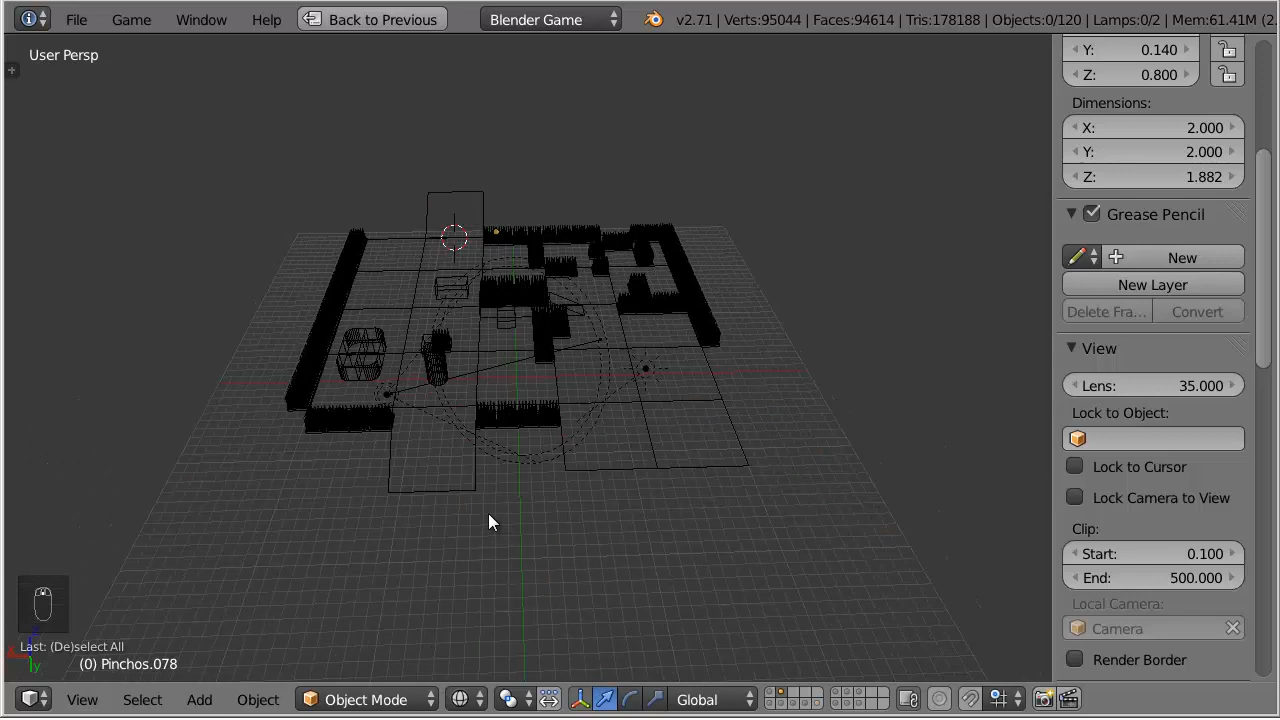 File Game Window Help Back to Previous Blender Game v2.71 | Verts:95044 | Faces:94614 | Tris:178188 | Objects:0/120 | Lamps:0/2 | Mem:61.41M (2.
User Persp
Y: 0.140
Z: 0.800
Dimensions:
X: 2.000
Y: 2.000
Z: 1.882
Grease Pencil
New
New Layer
Delete Fra... Convert
View
Lens: 35.000
Lock to Object:
Lock to Cursor
Lock Camera to View
Clip:
Start: 0.100
End: 500.000
Local Camera:
Camera
Render Border
Last: (De)select All
(0) Pinchos.078
View Select Add Object Object Mode Global